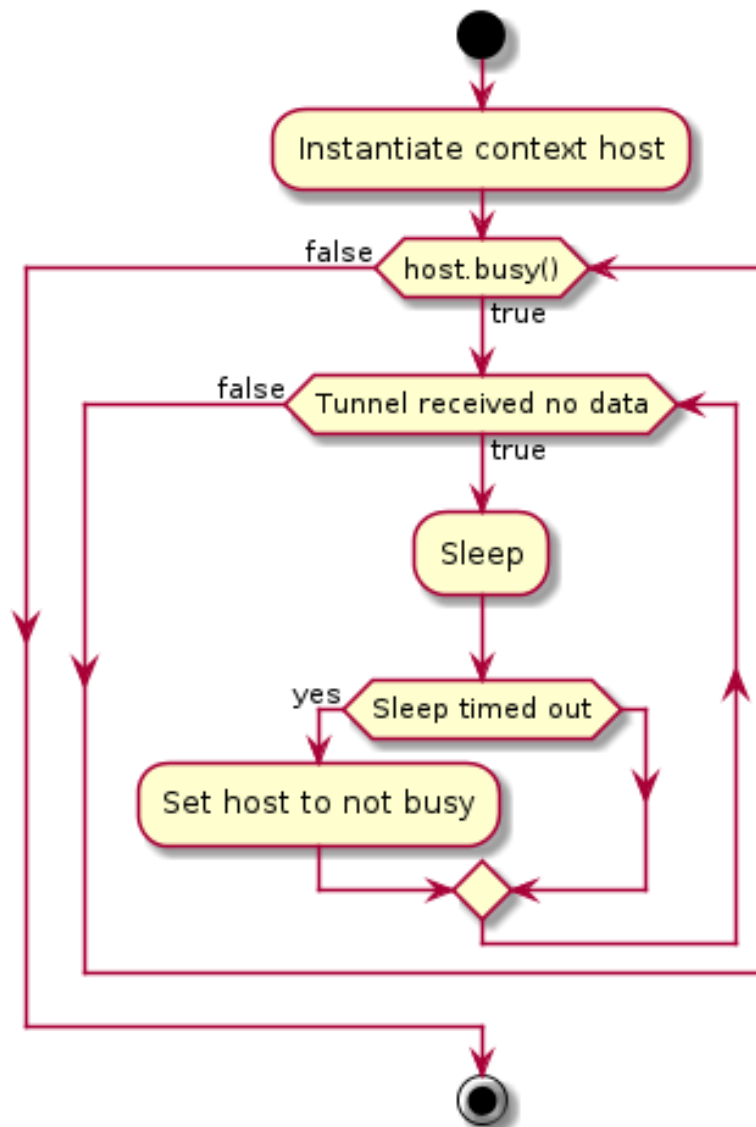 Instantiate context host
false
host.busy()
true
false
Tunnel received no data
true
Sleep
yes
Sleep timed out
Set host to not busy